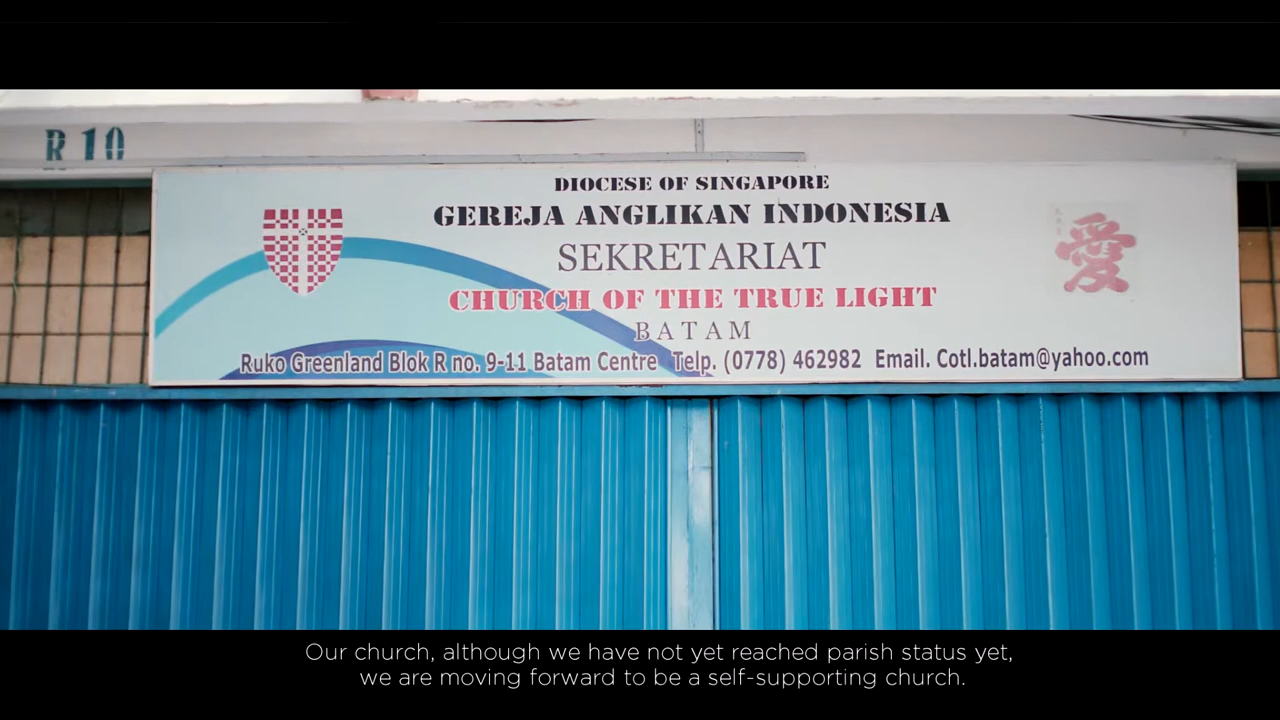 R 10
DIOCESE OF SINGAPORE
GEREJA ANGLIKAN INDONESIA
SEKRETARIAT
CHURCH OF THE TRUE LIGHT
BATAM
Ruko Greenland Blok R no. 9-11 Batam Centre Telp. (0778) 462982 Email. Cotl.batam@yahoo.com
愛
Our church, although we have not yet reached parish status yet,
we are moving forward to be a self-supporting church.